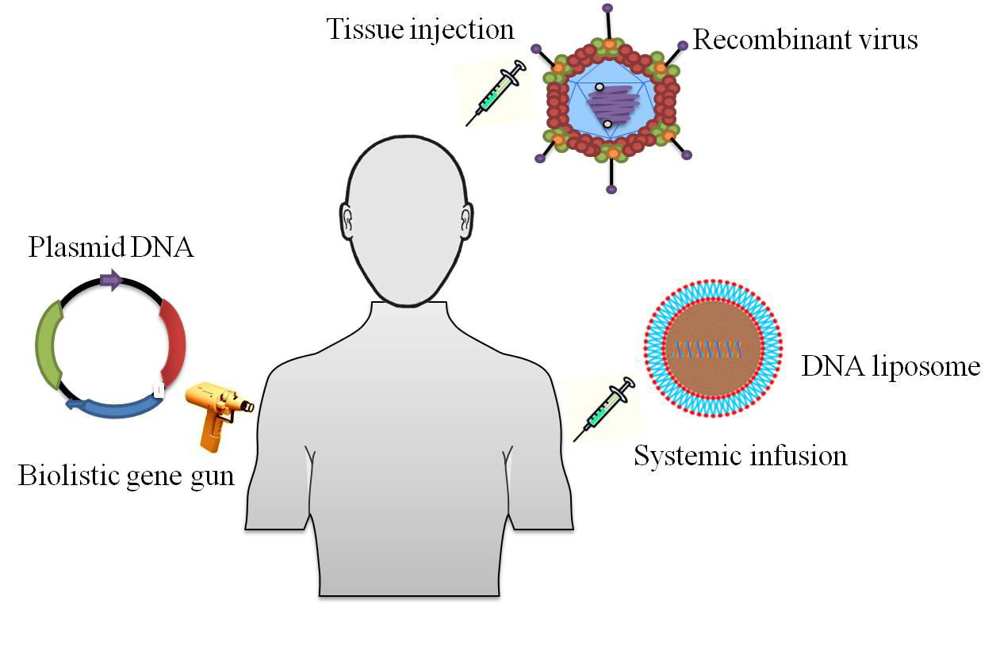 Tissue injection
Recombinant virus
Plasmid DNA
DNA liposome
Systemic infusion
Biolistic gene gun